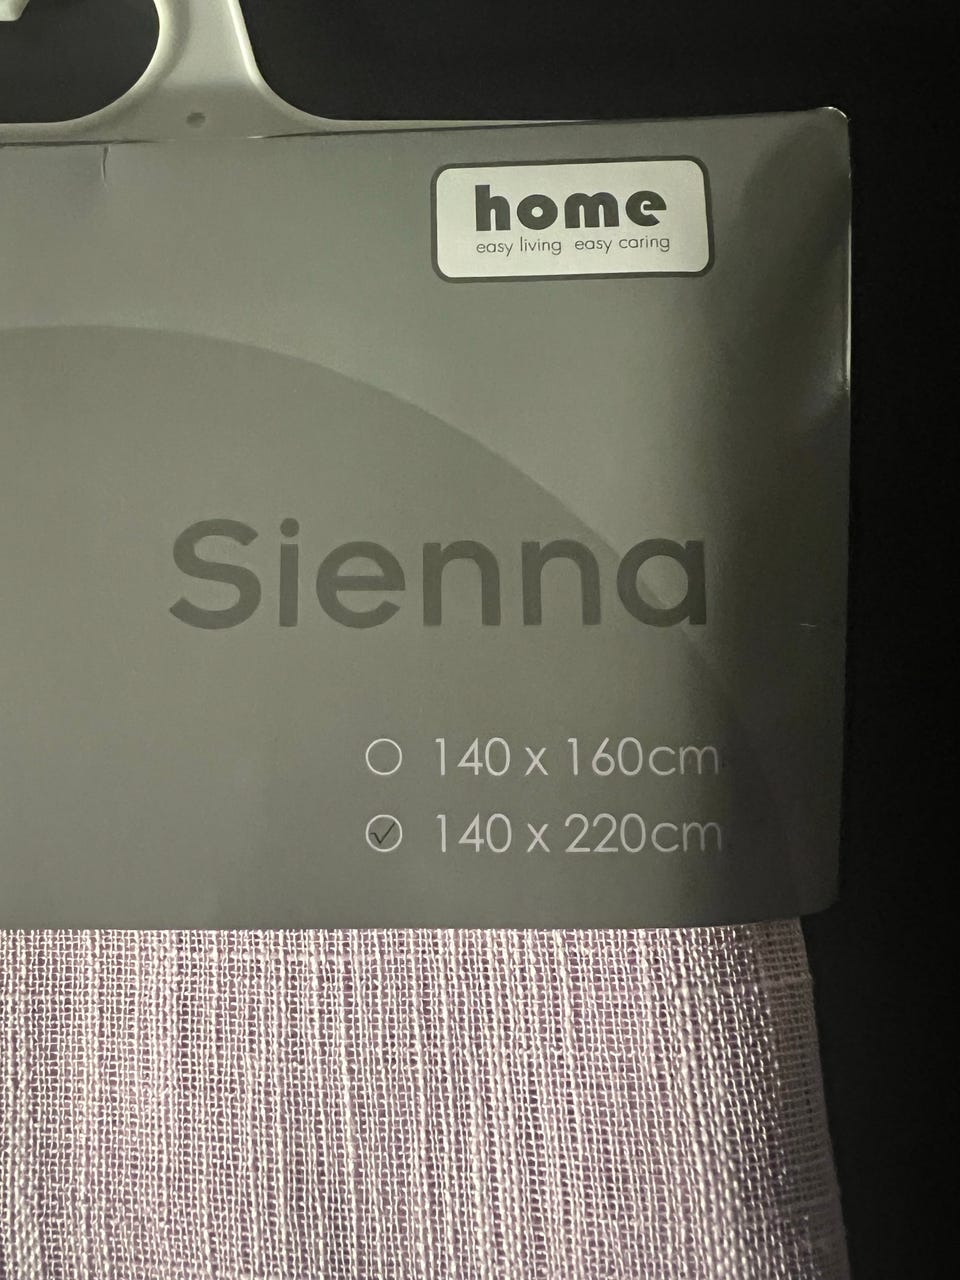 home
easy living easy caring
Sienna
140 x 160cm
140 x 220cm